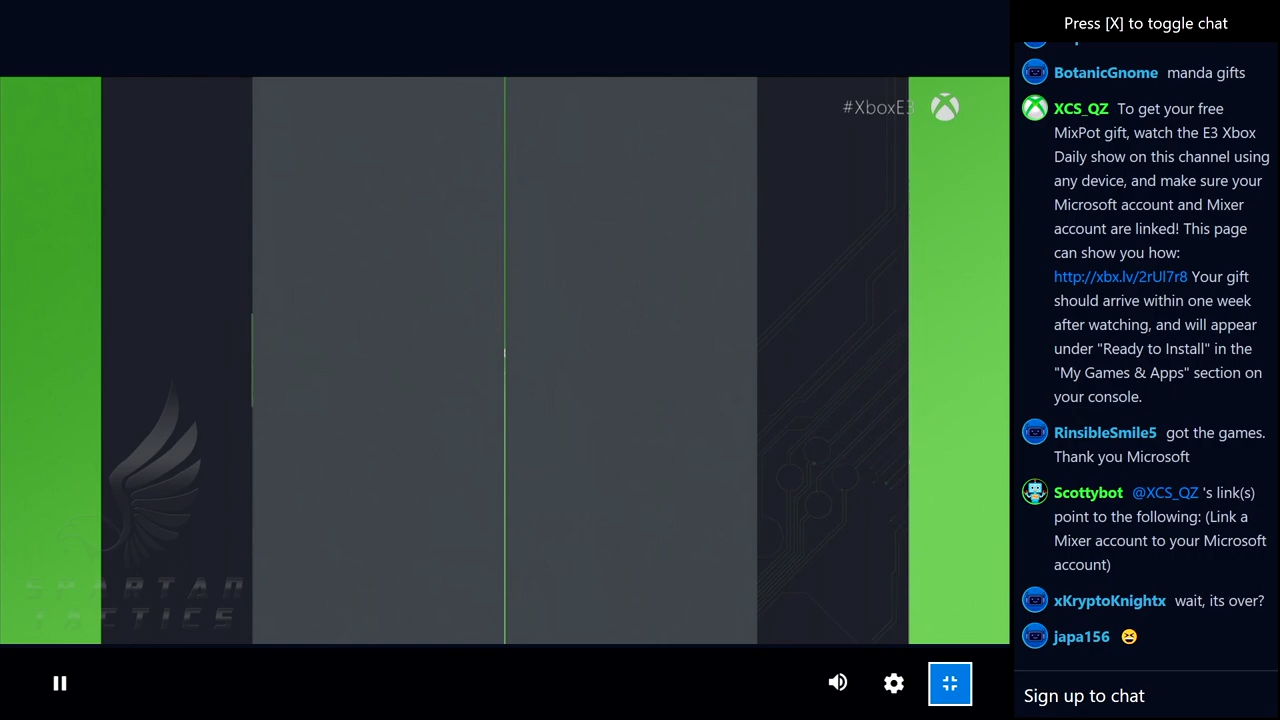 Press [X] to toggle chat
BotanicGnome manda gifts
XCS_QZ To get your free
MixPot gift, watch the E3 Xbox
Daily show on this channel using
any device, and make sure your
Microsoft account and Mixer
account are linked! This page
can show you how:
http://xbx.lv/2rUl7r8 Your gift
should arrive within one week
after watching, and will appear
under "Ready to Install" in the
"My Games & Apps" section on
your console.
RinsibleSmile5 got the games.
Thank you Microsoft
Scottybot @XCS_QZ 's link(s)
point to the following: (Link a
Mixer account to your Microsoft
account)
xKryptoKnightx wait, its over?
japa156 😆
Sign up to chat
#XboxE3
SPARTAN
TACTICS